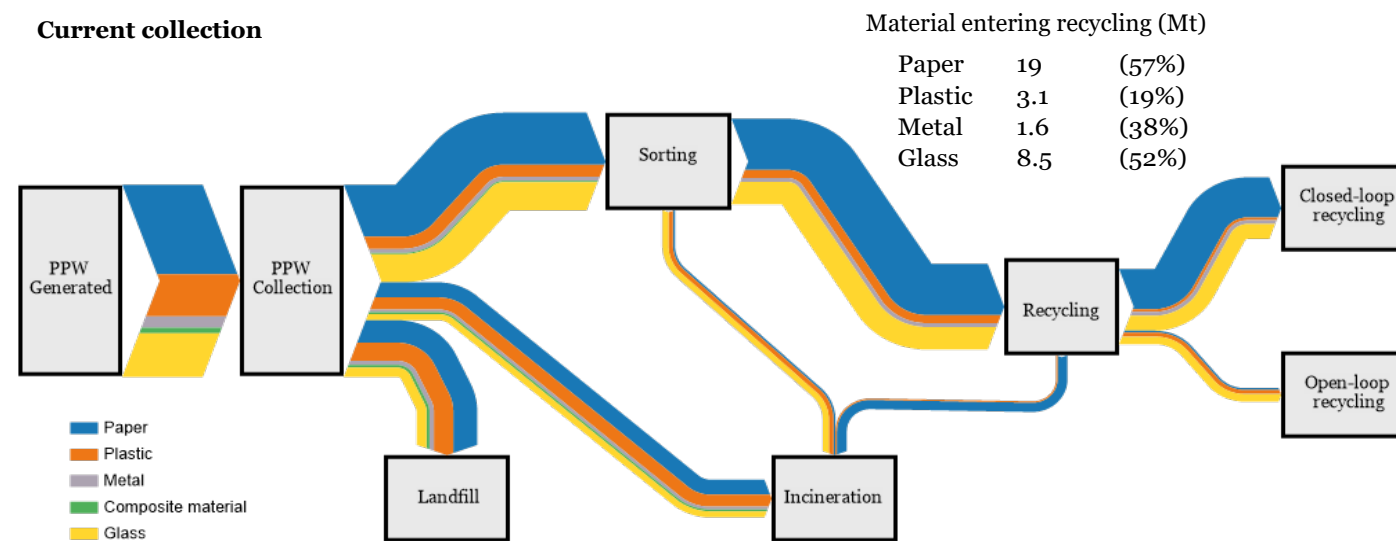 Current collection
Material entering recycling (Mt)
Paper 19 (57%)
Plastic 3.1 (19%)
Metal 1.6 (38%)
Glass 8.5 (52%)
Sorting
Closed-loop
recycling
PPW
Generated
PPW
Collection
Recycling
Open-loop
recycling
Paper
Plastic
Metal
Composite material
Glass
Landfill
Incineration